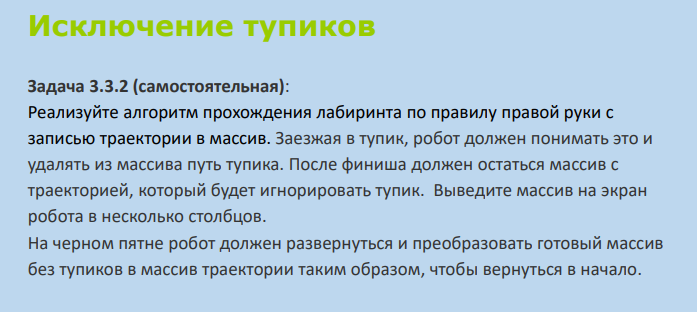 Исключение тупиков
Задача 3.3.2 (самостоятельная):
Реализуйте алгоритм прохождения лабиринта по правилу правой руки с
записью траектории в массив. Заезжая в тупик, робот должен понимать это и
удалять из массива путь тупика. После финиша должен остаться массив с
траекторией, который будет игнорировать тупик.  Выведите массив на экран
робота в несколько столбцов.
На черном пятне робот должен развернуться и преобразовать готовый массив
без тупиков в массив траектории таким образом, чтобы вернуться в начало.